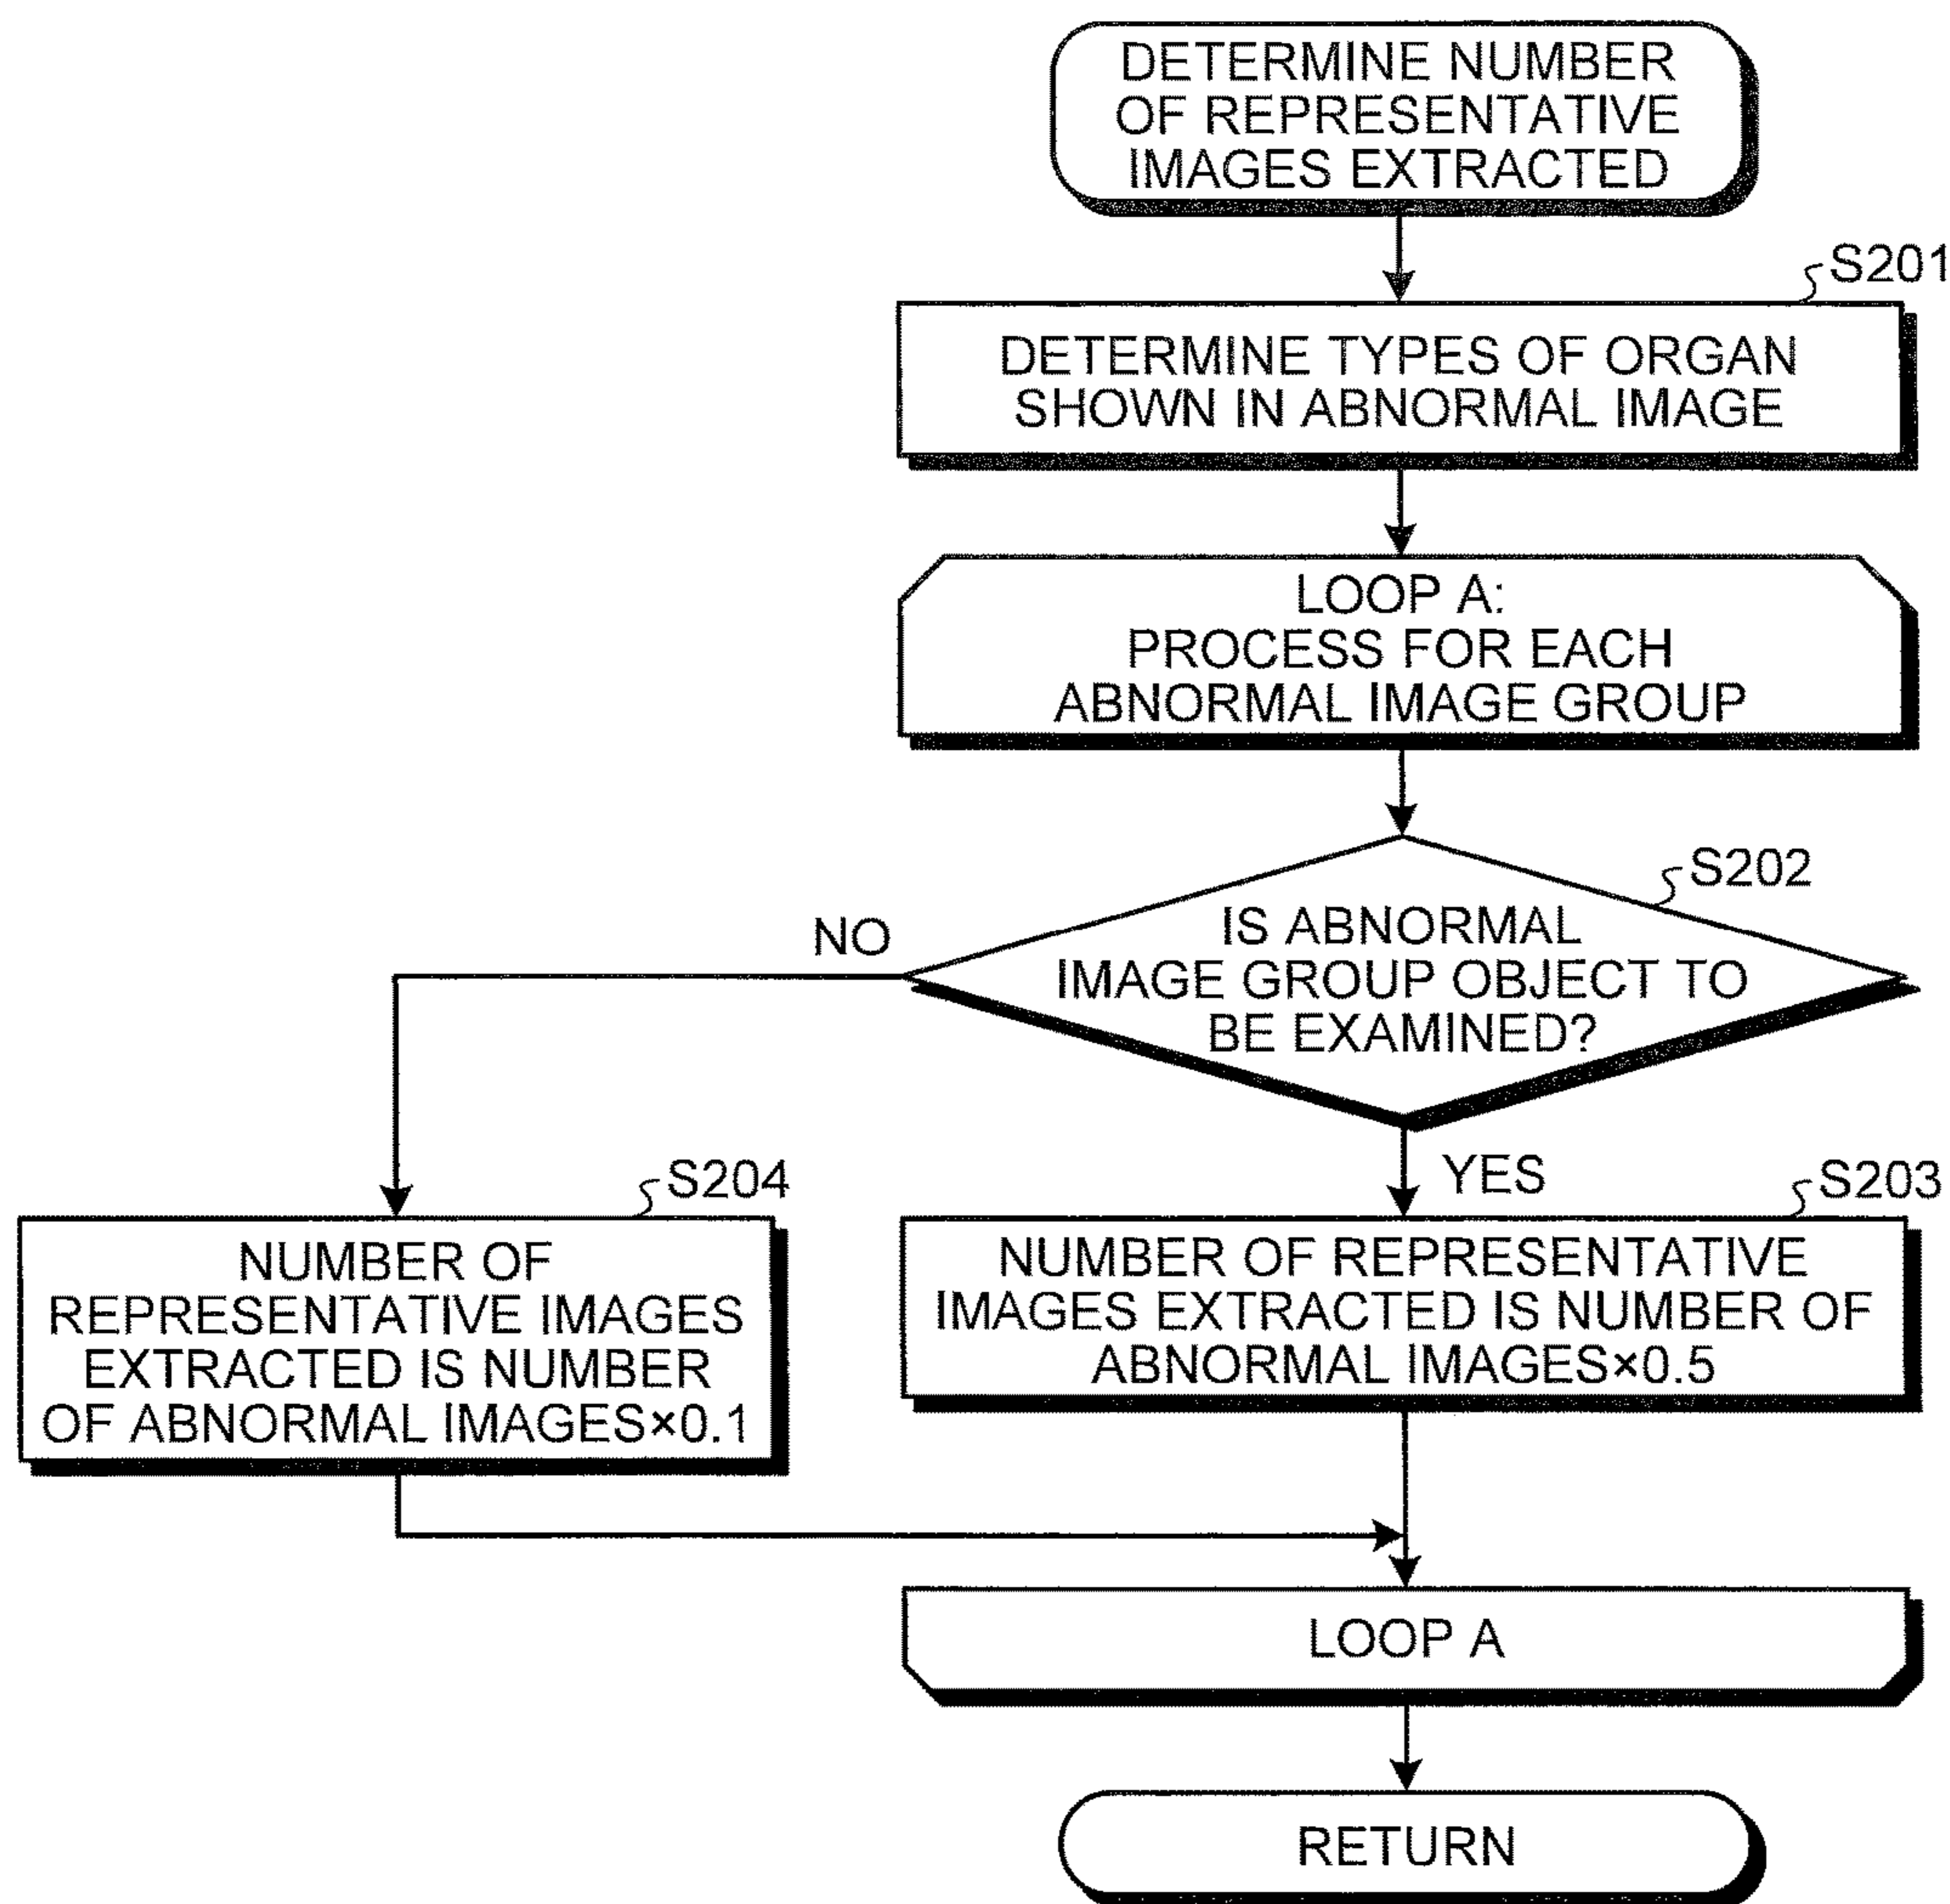 DETERMINE NUMBER
OF REPRESENTATIVE
IMAGES EXTRACTED
S201
DETERMINE TYPES OF ORGAN
SHOWN IN ABNORMAL IMAGE
LOOP A:
PROCESS FOR EACH
ABNORMAL IMAGE GROUP
S202
IS ABNORMAL
IMAGE GROUP OBJECT TO
BE EXAMINED?
NO
YES
S204
NUMBER OF
REPRESENTATIVE IMAGES
EXTRACTED IS NUMBER
OF ABNORMAL IMAGES×0.1
S203
NUMBER OF REPRESENTATIVE
IMAGES EXTRACTED IS NUMBER OF
ABNORMAL IMAGES×0.5
LOOP A
RETURN